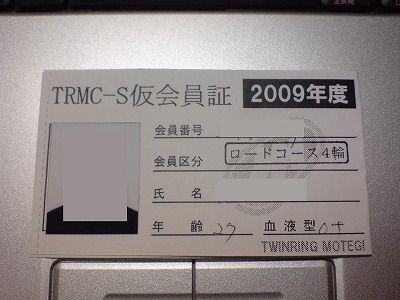 TRMC-S仮会員証 2009年度
会員番号
会員区分 ロードコース4輪
氏 名
年 齢 27 血液型 O+
TWINRING MOTEGI